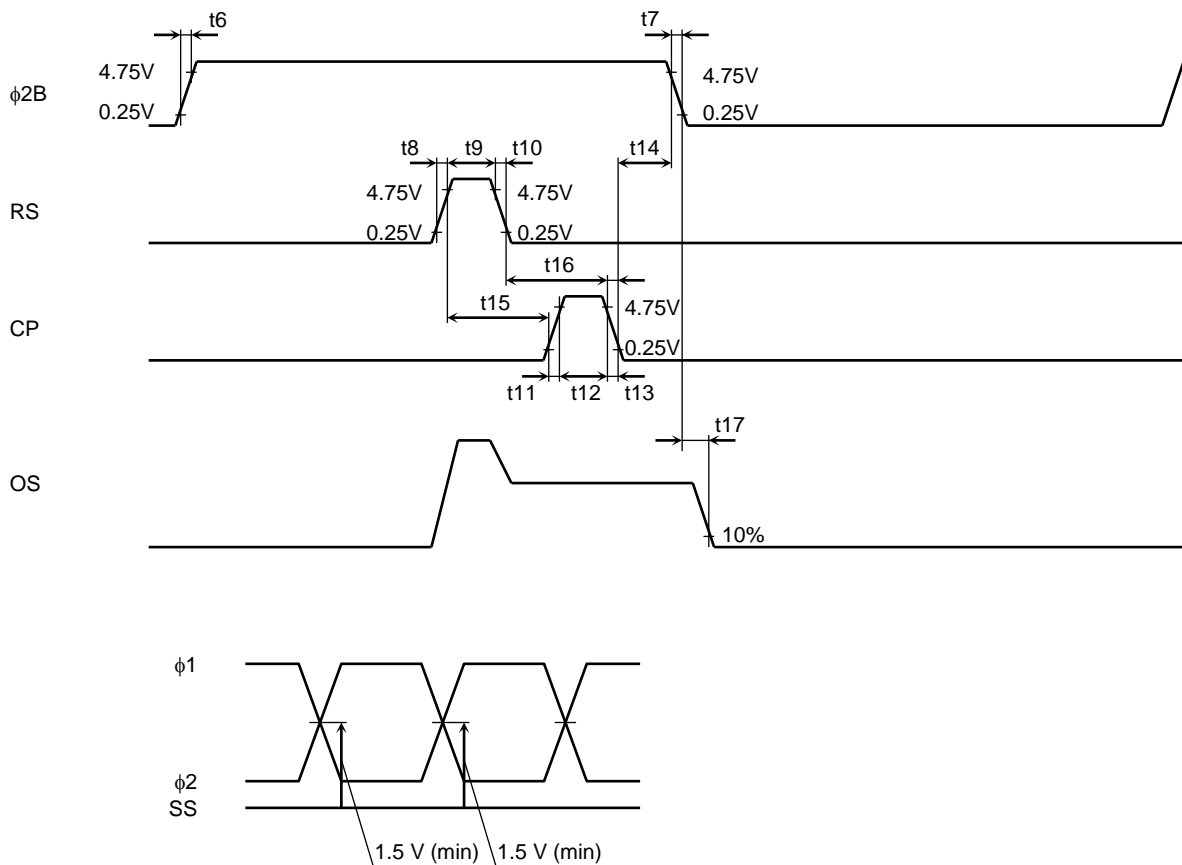 t6
t7
4.75V
4.75V
ϕ2B
0.25V
0.25V
t8
t9
t10
t14
4.75V
4.75V
RS
0.25V
0.25V
t16
t15
4.75V
CP
0.25V
t11
t12
t13
t17
OS
10%
ϕ1
ϕ2
SS
1.5 V (min)
1.5 V (min)